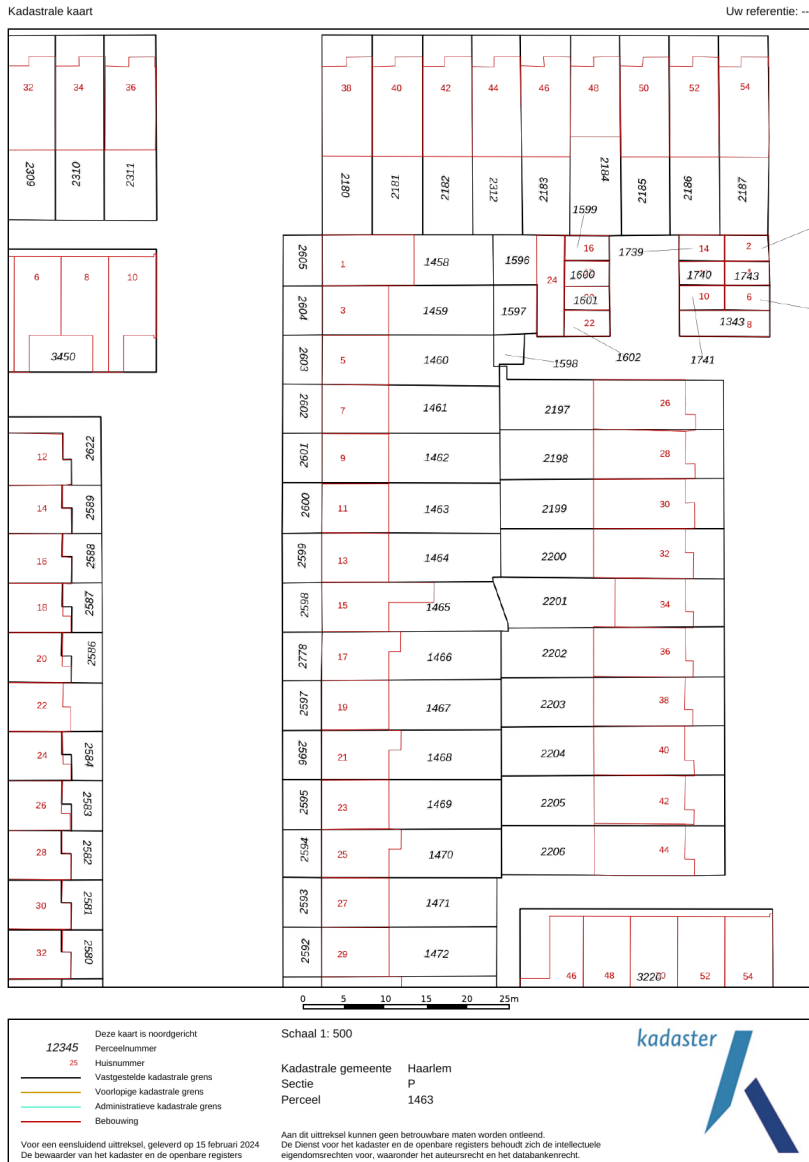 Kadastrale kaart Uw referentie: --
32 34 36 38 40 42 44 46 48 50 52 54
2309 2310 2311 2180 2181 2182 2312 2183 2184 2185 2186 2187
1599
2605 1 1458 1596 24 16 1739 14 2
6 8 10 1600 1740 1743
2604 3 1459 1597 1601 10 6
22 1343 8
3450 2603 5 1460 1598 1602 1741
2602 7 1461 2197 26
12 2622 2601 9 1462 2198 28
14 2589 2600 11 1463 2199 30
16 2588 2599 13 1464 2200 32
18 2587 2598 15 1465 2201 34
20 2586 2778 17 1466 2202 36
22 2597 19 1467 2203 38
24 2584 2596 21 1468 2204 40
26 2583 2595 23 1469 2205 42
28 2582 2594 25 1470 2206 44
30 2581 2593 27 1471
32 2580 2592 29 1472 46 48 3220 52 54
0 5 10 15 20 25m
Deze kaart is noordgericht
12345 Perceelnummer
25 Huisnummer
Vastgestelde kadastrale grens
Voorlopige kadastrale grens
Administratieve kadastrale grens
Bebouwing
Voor een eensluidend uittreksel, geleverd op 15 februari 2024
De bewaarder van het kadaster en de openbare registers
Schaal 1: 500
Kadastrale gemeente Haarlem
Sectie P
Perceel 1463
Aan dit uittreksel kunnen geen betrouwbare maten worden ontleend.
De Dienst voor het kadaster en de openbare registers behoudt zich de intellectuele
eigendomsrechten voor, waaronder het auteursrecht en het databankenrecht.
kadaster